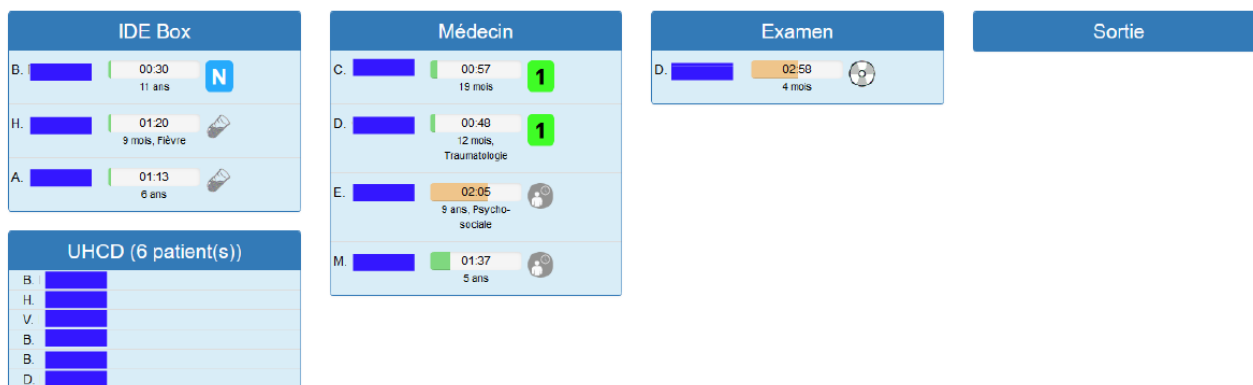 IDE Box
B.
00:30
11 ans
N
H.
01:20
9 mois, Fièvre
A.
01:13
6 ans
UHCD (6 patient(s))
B.
H.
V.
B.
B.
D.
Médecin
C.
00:57
19 mois
1
D.
00:48
12 mois,
Traumatologie
1
E.
02:05
9 ans, Psycho-
sociale
M.
01:37
5 ans
Examen
D.
02:58
4 mois
Sortie